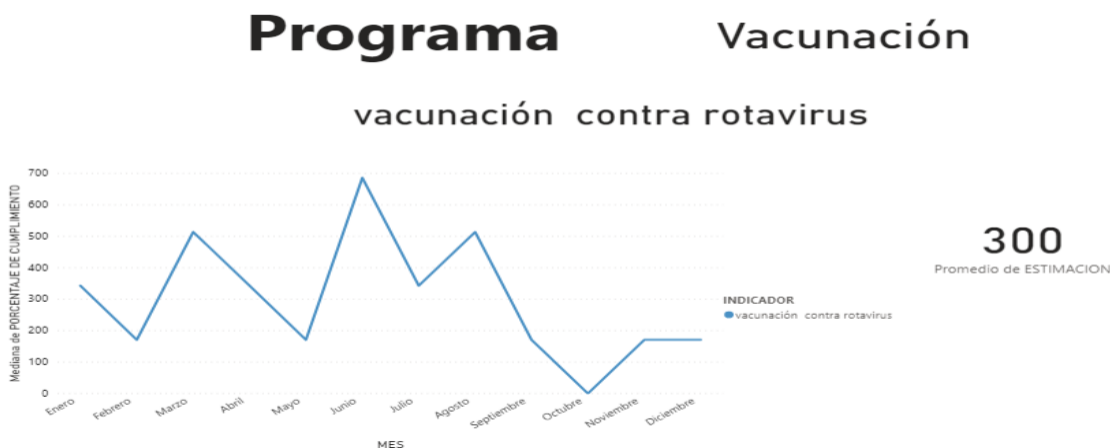 Programa Vacunación
vacunación contra rotavirus
Mediana de PORCENTAJE DE CUMPLIMIENTO
700
600
500
400
300
200
100
0
Enero
Febrero
Marzo
Abril
Mayo
Junio
Julio
Agosto
Septiembre
Octubre
Noviembre
Diciembre
MES
INDICADOR
vacunación contra rotavirus
300
Promedio de ESTIMACION